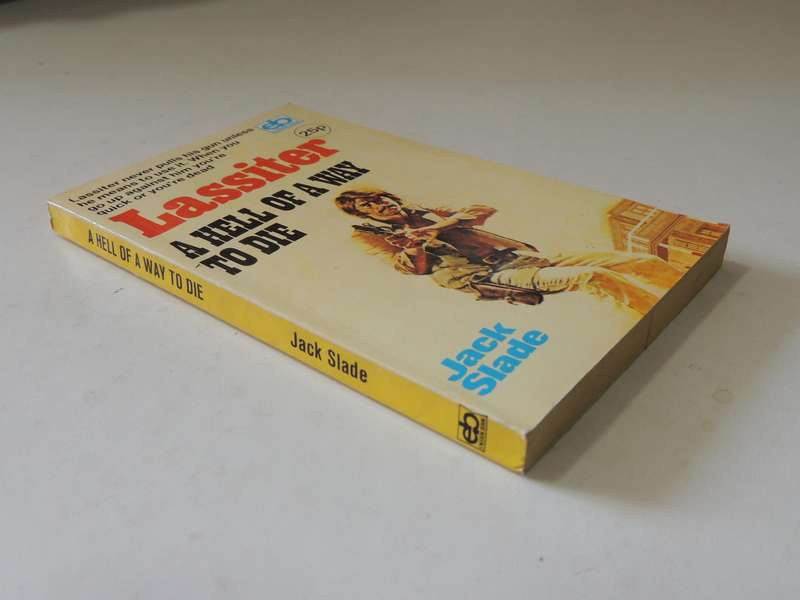 Lassiter never pulls his gun unless
he means to use it. When you
go up against him you're
quick or you're dead
eb
25p
Lassiter
A HELL OF A WAY
TO DIE
Jack
Slade
A HELL OF A WAY TO DIE
Jack Slade
eb